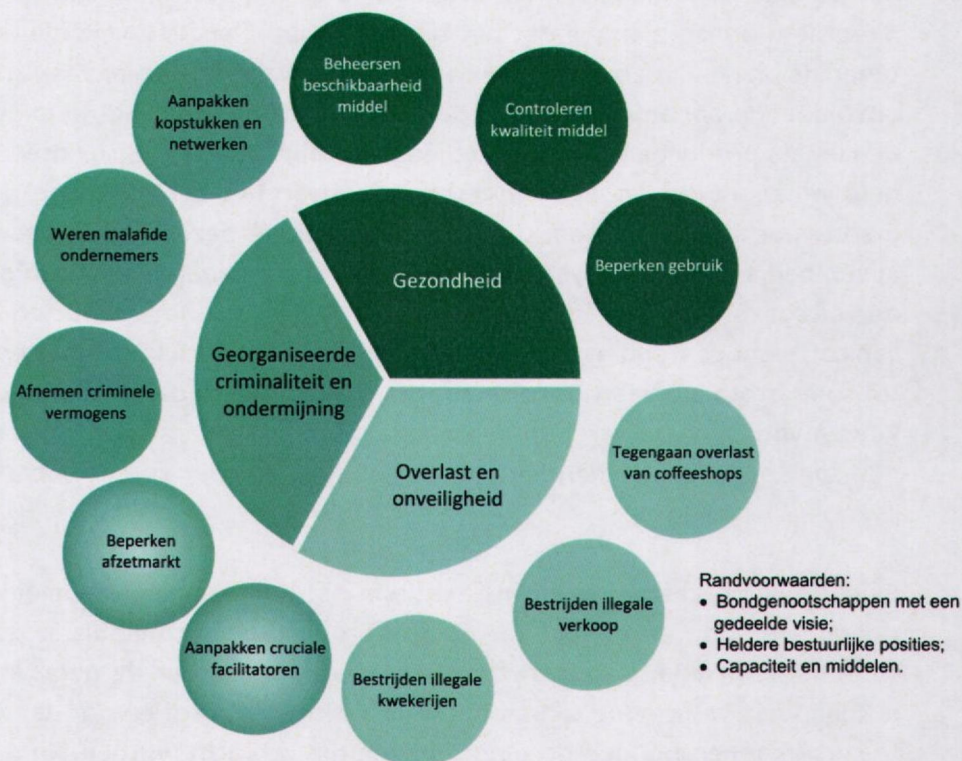 Beheersen
beschikbaarheid
middel
Controleren
kwaliteit middel
Beperken gebruik
Aanpakken
kopstukken en
netwerken
Weren malafide
ondernemers
Afnemen criminele
vermogens
Beperken
afzetmarkt
Aanpakken cruciale
facilitatoren
Bestrijden illegale
kwekerijen
Bestrijden illegale
verkoop
Tegengaan overlast
van coffeeshops
Gezondheid
Georganiseerde
criminaliteit en
ondermijning
Overlast en
onveiligheid
Randvoorwaarden:
• Bondgenootschappen met een
gedeelde visie;
• Heldere bestuurlijke posities;
• Capaciteit en middelen.